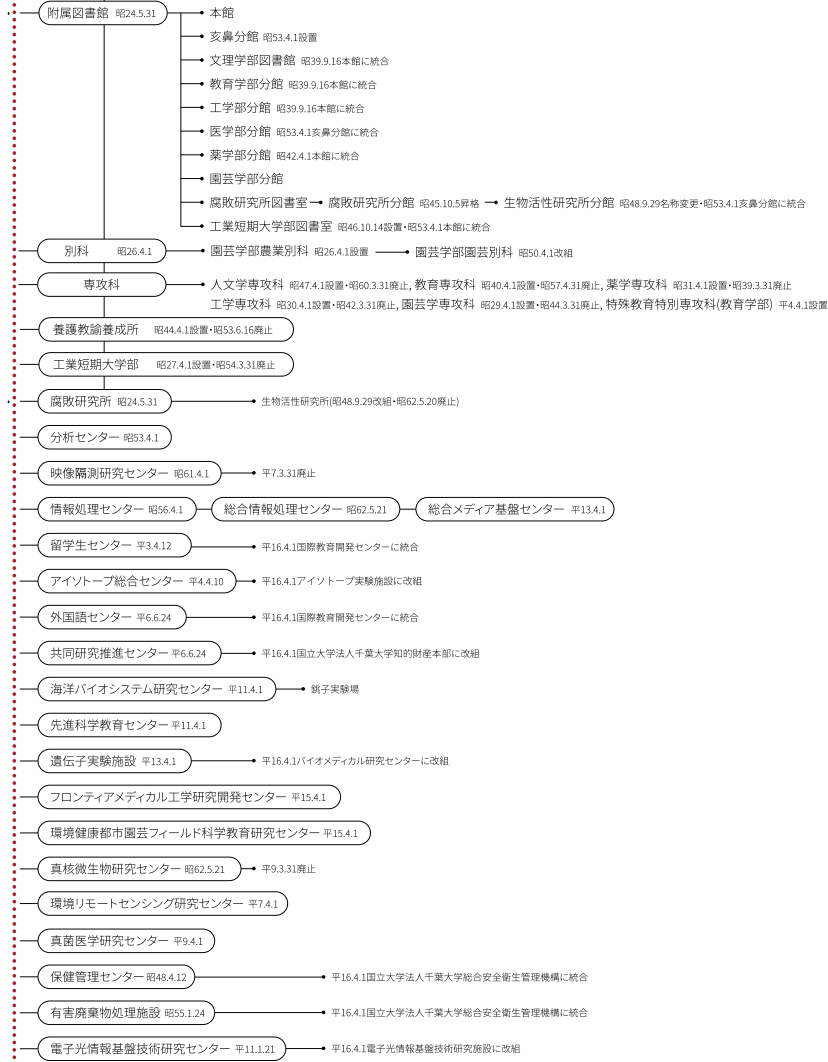 附属図書館 昭24.5.31 本館
亥鼻分館 昭53.4.1設置
文理学部図書館 昭39.9.16本館に統合
教育学部分館 昭39.9.16本館に統合
工学部分館 昭39.9.16本館に統合
医学部分館 昭53.4.1亥鼻分館に統合
薬学部分館 昭42.4.1本館に統合
園芸学部分館
腐敗研究所図書室 腐敗研究所分館 昭45.10.5昇格 生物活性研究所分館 昭48.9.29名称変更・昭53.4.1亥鼻分館に統合
工業短期大学部図書室 昭46.10.14設置・昭53.4.1本館に統合
別科 昭26.4.1 園芸学部農業別科 昭26.4.1設置 園芸学部園芸別科 昭50.4.1改組
専攻科 人文学専攻科 昭47.4.1設置・昭60.3.31廃止, 教育専攻科 昭40.4.1設置・昭57.4.31廃止, 薬学専攻科 昭31.4.1設置・昭39.3.31廃止
工学専攻科 昭30.4.1設置・昭42.3.31廃止, 園芸学専攻科 昭29.4.1設置・昭44.3.31廃止, 特殊教育特別専攻科(教育学部) 平4.4.1設置
養護教諭養成所 昭44.4.1設置・昭53.6.16廃止
工業短期大学部 昭27.4.1設置・昭54.3.31廃止
腐敗研究所 昭24.5.31 生物活性研究所(昭48.9.29改組・昭62.5.20廃止)
分析センター 昭53.4.1
映像隔測研究センター 昭61.4.1 平7.3.31廃止
情報処理センター 昭56.4.1 総合情報処理センター 昭62.5.21 総合メディア基盤センター 平13.4.1
留学生センター 平3.4.12 平16.4.1国際教育開発センターに統合
アイソトープ総合センター 平4.4.10 平16.4.1アイソトープ実験施設に改組
外国語センター 平6.6.24 平16.4.1国際教育開発センターに統合
共同研究推進センター 平6.6.24 平16.4.1国立大学法人千葉大学知的財産本部に改組
海洋バイオシステム研究センター 平11.4.1 銚子実験場
先進科学教育センター 平11.4.1
遺伝子実験施設 平13.4.1 平16.4.1バイオメディカル研究センターに改組
フロンティアメディカル工学研究開発センター 平15.4.1
環境健康都市園芸フィールド科学教育研究センター 平15.4.1
真核微生物研究センター 昭62.5.21 平9.3.31廃止
環境リモートセンシング研究センター 平7.4.1
真菌医学研究センター 平9.4.1
保健管理センター 昭48.4.12 平16.4.1国立大学法人千葉大学総合安全衛生管理機構に統合
有害廃棄物処理施設 昭55.1.24 平16.4.1国立大学法人千葉大学総合安全衛生管理機構に統合
電子光情報基盤技術研究センター 平11.1.21 平16.4.1電子光情報基盤技術研究施設に改組